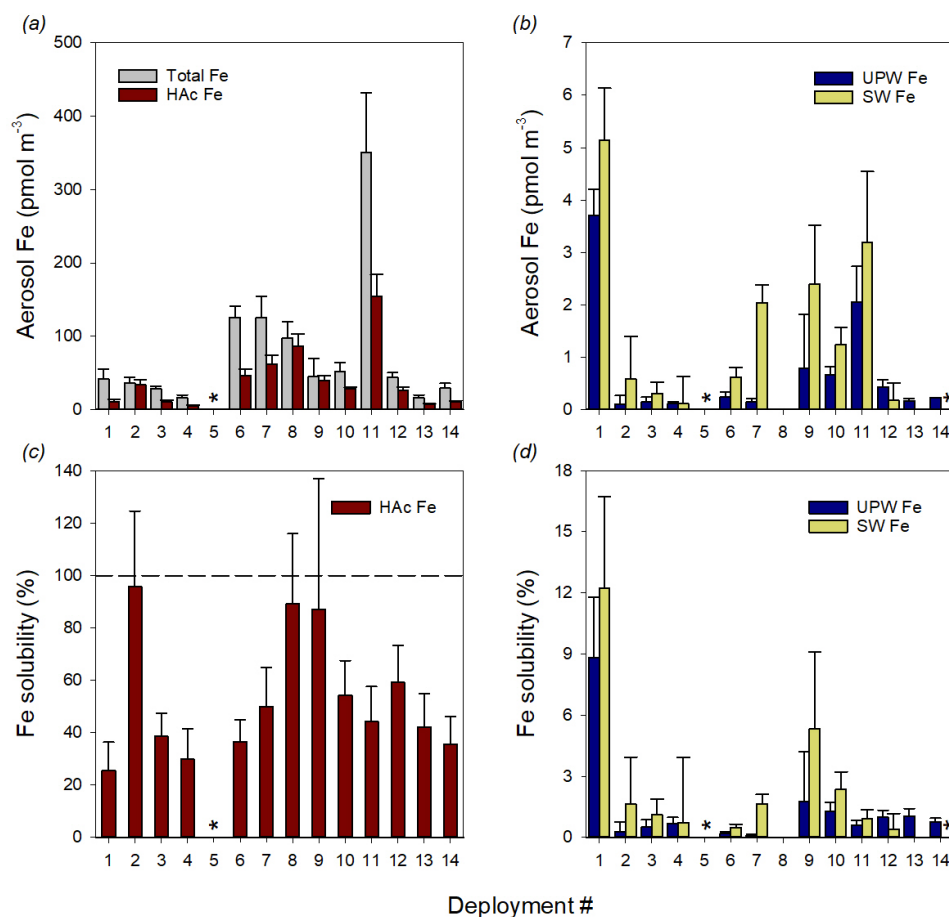 (a)
500
400
300
200
100
0
Aerosol Fe (pmol m-3)
Total Fe
HAc Fe
*
1 2 3 4 5 6 7 8 9 10 11 12 13 14
(b)
7
6
5
4
3
2
1
0
Aerosol Fe (pmol m-3)
UPW Fe
SW Fe
* *
1 2 3 4 5 6 7 8 9 10 11 12 13 14
(c)
140
120
100
80
60
40
20
0
Fe solubility (%)
HAc Fe
*
1 2 3 4 5 6 7 8 9 10 11 12 13 14
(d)
18
15
12
9
6
3
0
Fe solubility (%)
UPW Fe
SW Fe
* *
1 2 3 4 5 6 7 8 9 10 11 12 13 14
Deployment #